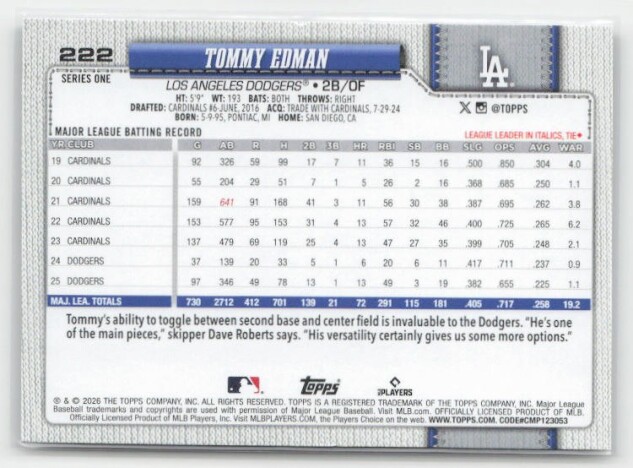 222
TOMMY EDMAN
LA
SERIES ONE
LOS ANGELES DODGERS® • 2B/OF
HT: 5'9" WT: 193 BATS: BOTH THROWS: RIGHT
DRAFTED: CARDINALS #6-JUNE, 2016 ACQ: TRADE WITH CARDINALS, 7-29-24
BORN: 5-9-95, PONTIAC, MI HOME: SAN DIEGO, CA
X @TOPPS
MAJOR LEAGUE BATTING RECORD LEAGUE LEADER IN ITALICS, TIE♦
YR CLUB G AB R H 2B 3B HR RBI SB BB SLG OPS AVG WAR
19 CARDINALS 92 326 59 99 17 7 11 36 15 16 .500 .850 .304 4.0
20 CARDINALS 55 204 29 51 7 1 5 26 2 16 .368 .685 .250 1.1
21 CARDINALS 159 641 91 168 41 3 11 56 30 38 .387 .695 .262 3.8
22 CARDINALS 153 577 95 153 31 4 13 57 32 46 .400 .725 .265 6.2
23 CARDINALS 137 479 69 119 25 4 13 47 27 35 .399 .705 .248 2.1
24 DODGERS 37 139 20 33 5 1 6 20 6 11 .417 .711 .237 0.9
25 DODGERS 97 346 49 78 13 1 13 49 3 19 .382 .655 .225 1.1
MAJ. LEA. TOTALS 730 2712 412 701 139 21 72 291 115 181 .405 .717 .258 19.2
Tommy's ability to toggle between second base and center field is invaluable to the Dodgers. "He's one
of the main pieces," skipper Dave Roberts says. "His versatility certainly gives us some more options."
Topps
PLAYERS
® & © 2026 THE TOPPS COMPANY, INC. ALL RIGHTS RESERVED. TOPPS IS A REGISTERED TRADEMARK OF THE TOPPS COMPANY, INC. Major League
Baseball trademarks and copyrights are used with permission of Major League Baseball. Visit MLB.com. OFFICIALLY LICENSED PRODUCT OF MLB
Officially Licensed Product of MLB Players, Inc. Visit MLBPLAYERS.com, the Players Choice on the web. WWW.TOPPS.COM. CODE#CMP123053